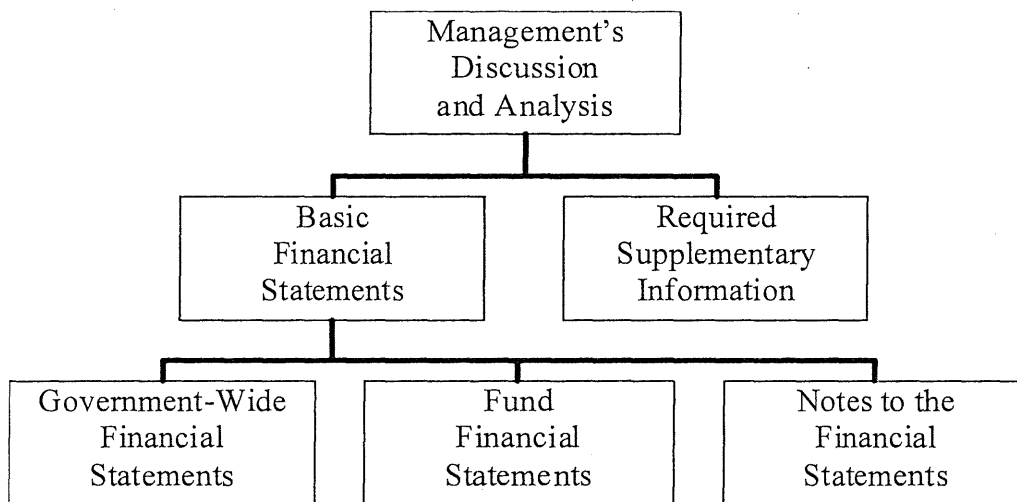 Management's
Discussion
and Analysis
Basic
Financial
Statements
Required
Supplementary
Information
Government-Wide
Financial
Statements
Fund
Financial
Statements
Notes to the
Financial
Statements